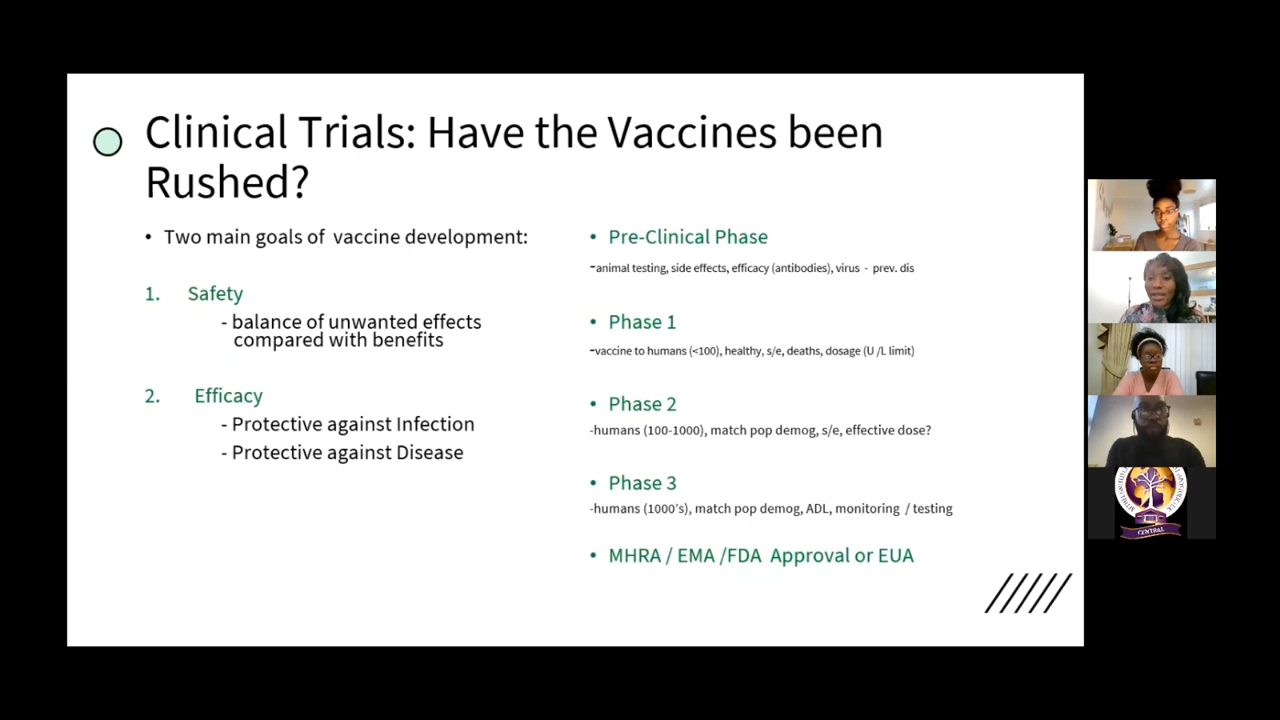 Clinical Trials: Have the Vaccines been
Rushed?
• Two main goals of vaccine development:
1. Safety
- balance of unwanted effects
compared with benefits
2. Efficacy
- Protective against Infection
- Protective against Disease
• Pre-Clinical Phase
-animal testing, side effects, efficacy (antibodies), virus - prev. dis
• Phase 1
-vaccine to humans (<100), healthy, s/e, deaths, dosage (U /L limit)
• Phase 2
-humans (100-1000), match pop demog, s/e, effective dose?
• Phase 3
-humans (1000's), match pop demog, ADL, monitoring / testing
• MHRA / EMA /FDA Approval or EUA
CENTRAL